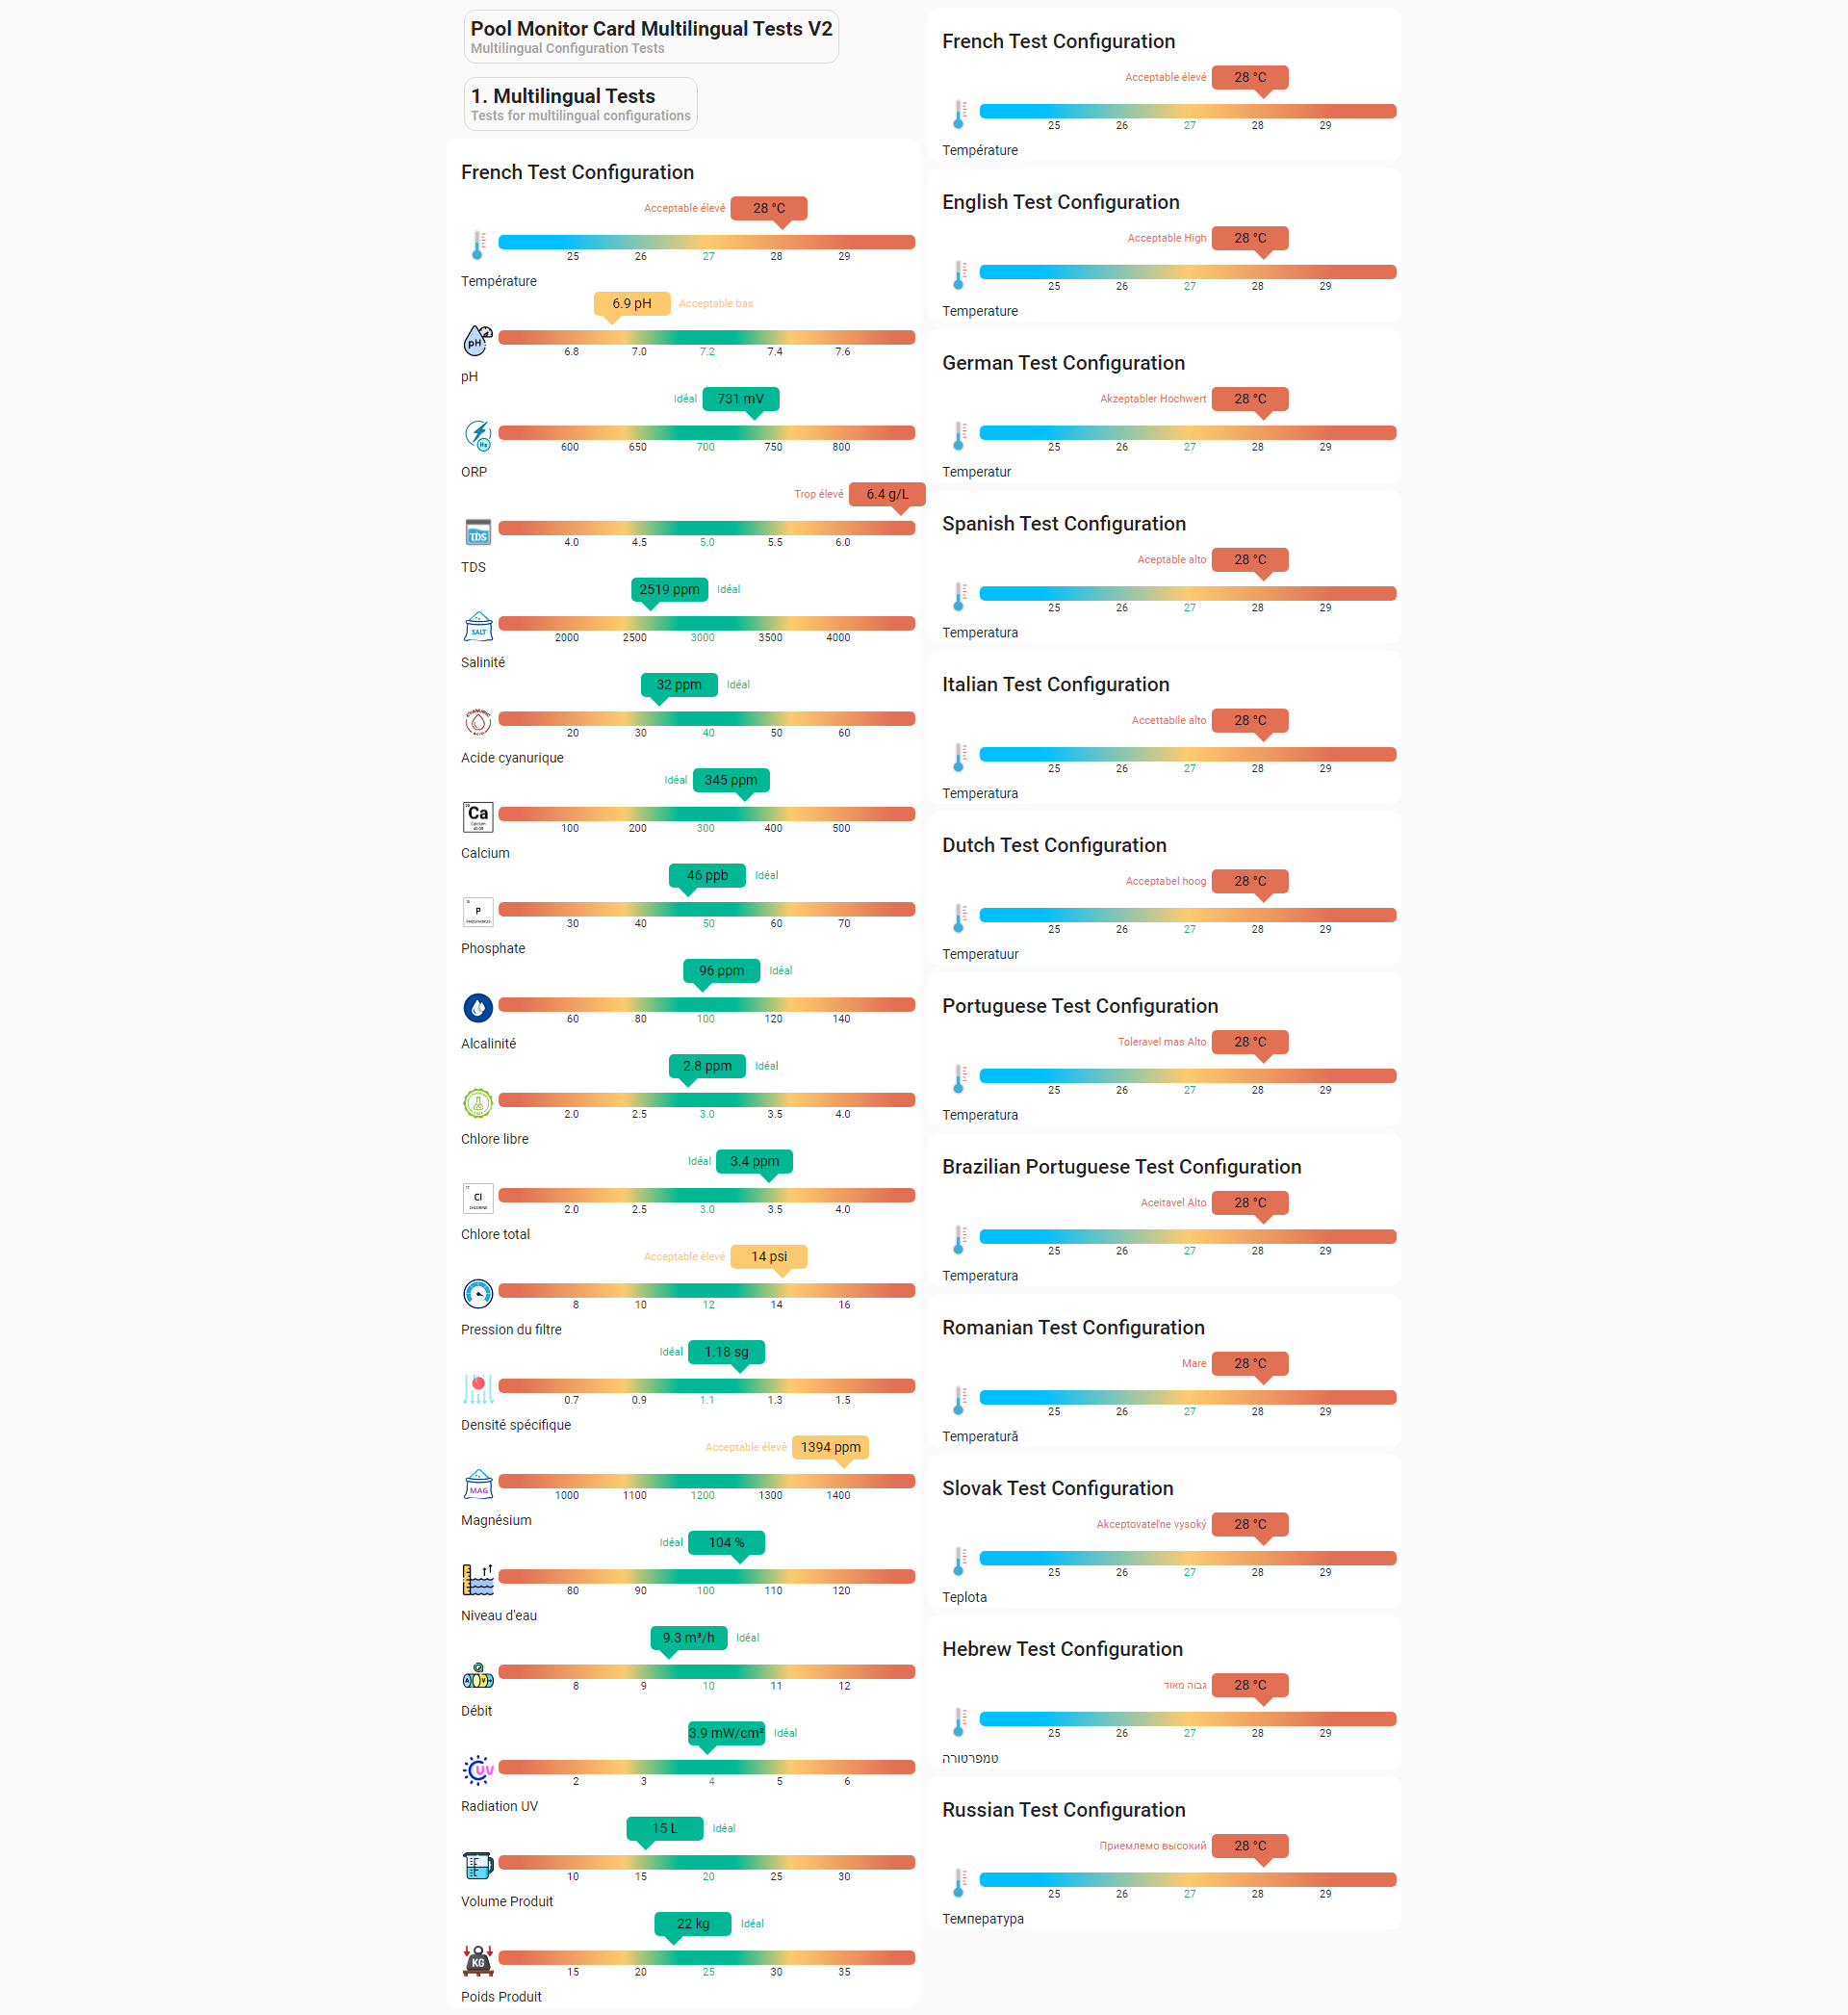 Pool Monitor Card Multilingual Tests V2
Multilingual Configuration Tests
1. Multilingual Tests
Tests for multilingual configurations
French Test Configuration
Acceptable élevé 28 °C
25 26 27 28 29
Température
6.9 pH Acceptable bas
pH
6.8 7.0 7.2 7.4 7.6
pH
Idéal 731 mV
600 650 700 750 800
ORP
Trop élevé 6.4 g/L
TDS
4.0 4.5 5.0 5.5 6.0
TDS
2519 ppm Idéal
SALT
2000 2500 3000 3500 4000
Salinité
32 ppm Idéal
20 30 40 50 60
Acide cyanurique
Idéal 345 ppm
Ca
100 200 300 400 500
Calcium
46 ppb Idéal
P
30 40 50 60 70
Phosphate
96 ppm Idéal
60 80 100 120 140
Alcalinité
2.8 ppm Idéal
2.0 2.5 3.0 3.5 4.0
Chlore libre
Idéal 3.4 ppm
Cl
2.0 2.5 3.0 3.5 4.0
Chlore total
Acceptable élevé 14 psi
8 10 12 14 16
Pression du filtre
Idéal 1.18 sg
0.7 0.9 1.1 1.3 1.5
Densité spécifique
Acceptable élevé 1394 ppm
MAG
1000 1100 1200 1300 1400
Magnésium
Idéal 104 %
80 90 100 110 120
Niveau d'eau
9.3 m³/h Idéal
8 9 10 11 12
Débit
3.9 mW/cm² Idéal
UV
2 3 4 5 6
Radiation UV
15 L Idéal
10 15 20 25 30
Volume Produit
22 kg Idéal
KG
15 20 25 30 35
Poids Produit
French Test Configuration
Acceptable élevé 28 °C
25 26 27 28 29
Température
English Test Configuration
Acceptable High 28 °C
25 26 27 28 29
Temperature
German Test Configuration
Akzeptabler Hochwert 28 °C
25 26 27 28 29
Temperatur
Spanish Test Configuration
Aceptable alto 28 °C
25 26 27 28 29
Temperatura
Italian Test Configuration
Accettabile alto 28 °C
25 26 27 28 29
Temperatura
Dutch Test Configuration
Acceptabel hoog 28 °C
25 26 27 28 29
Temperatuur
Portuguese Test Configuration
Toleravel mas Alto 28 °C
25 26 27 28 29
Temperatura
Brazilian Portuguese Test Configuration
Aceitavel Alto 28 °C
25 26 27 28 29
Temperatura
Romanian Test Configuration
Mare 28 °C
25 26 27 28 29
Temperatură
Slovak Test Configuration
Akceptovateľne vysoký 28 °C
25 26 27 28 29
Teplota
Hebrew Test Configuration
גבוה מאוד 28 °C
25 26 27 28 29
טמפרטורה
Russian Test Configuration
Приемлемо высокий 28 °C
25 26 27 28 29
Температура